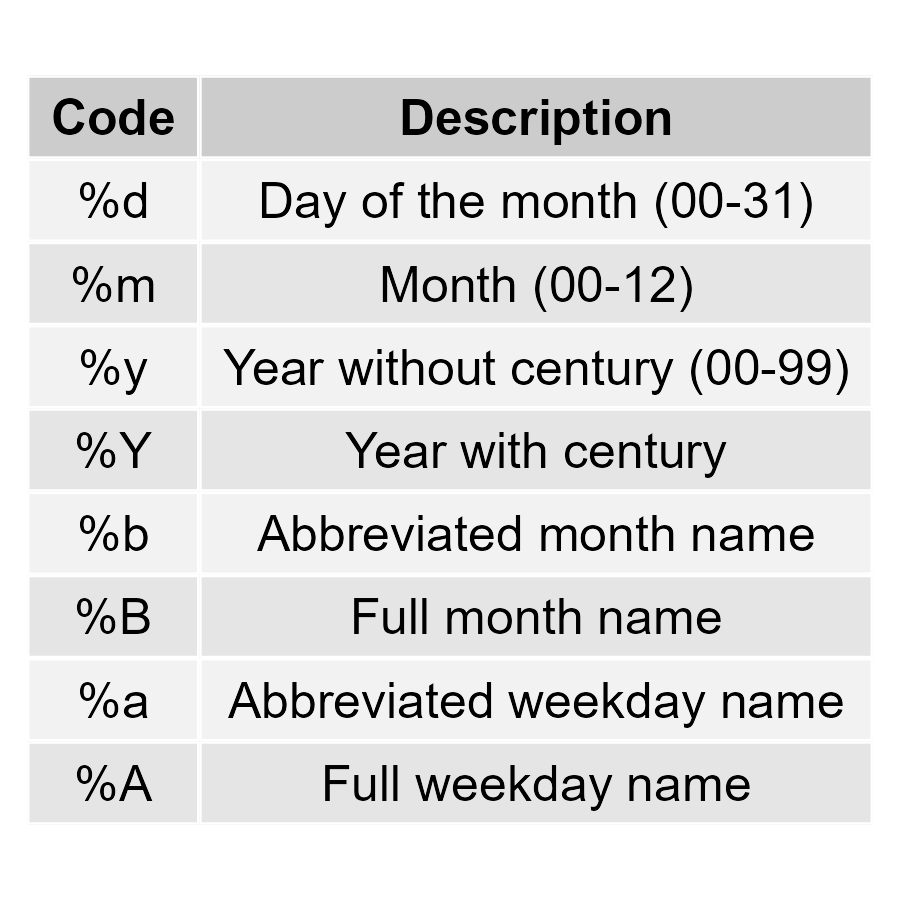 Code Description
%d Day of the month (00-31)
%m Month (00-12)
%y Year without century (00-99)
%Y Year with century
%b Abbreviated month name
%B Full month name
%a Abbreviated weekday name
%A Full weekday name